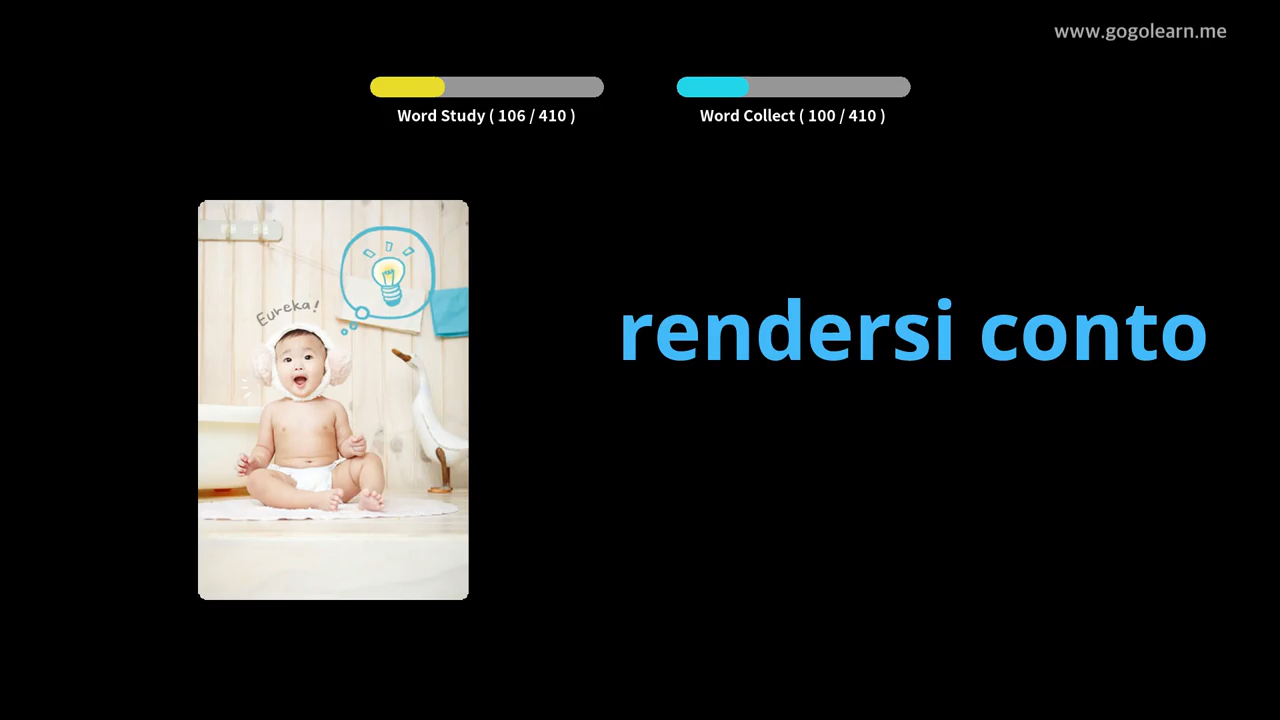 www.gogolearn.me
Word Study ( 106 / 410 )
Word Collect ( 100 / 410 )
Eureka!
rendersi conto